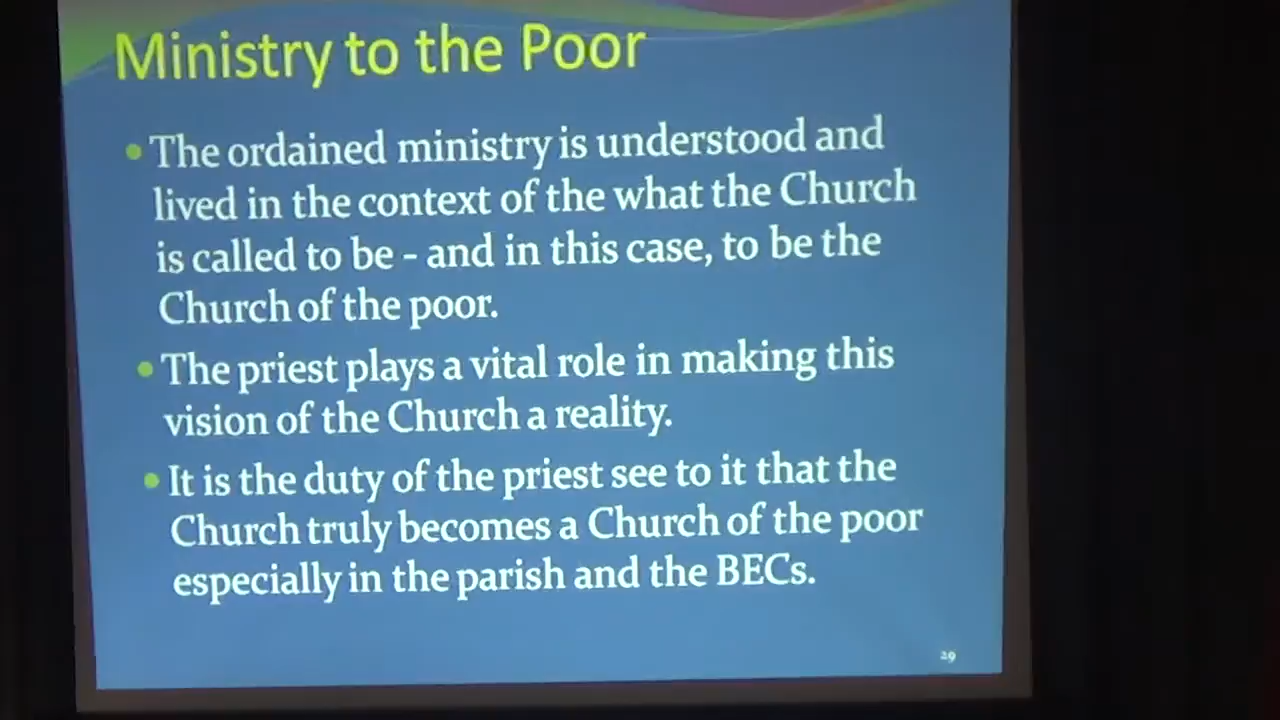 Ministry to the Poor
• The ordained ministry is understood and
lived in the context of the what the Church
is called to be - and in this case, to be the
Church of the poor.
• The priest plays a vital role in making this
vision of the Church a reality.
• It is the duty of the priest see to it that the
Church truly becomes a Church of the poor
especially in the parish and the BECs.
29